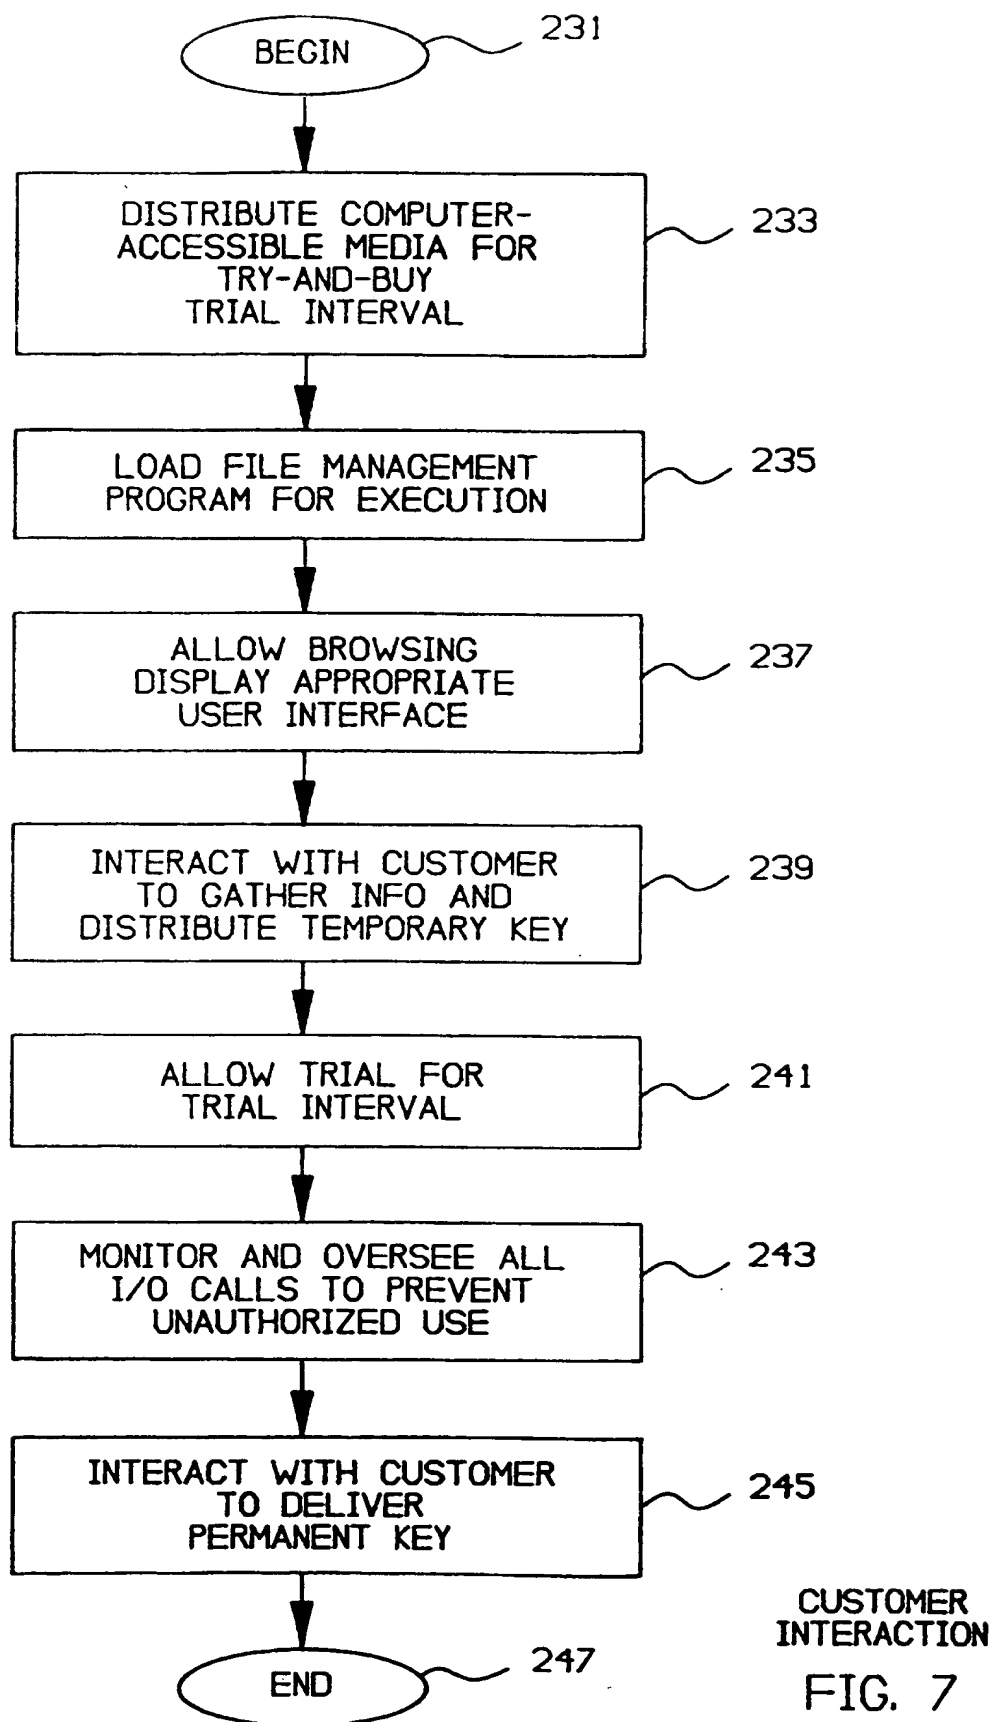 BEGIN
231
DISTRIBUTE COMPUTER-
ACCESSIBLE MEDIA FOR
TRY-AND-BUY
TRIAL INTERVAL
233
LOAD FILE MANAGEMENT
PROGRAM FOR EXECUTION
235
ALLOW BROWSING
DISPLAY APPROPRIATE
USER INTERFACE
237
INTERACT WITH CUSTOMER
TO GATHER INFO AND
DISTRIBUTE TEMPORARY KEY
239
ALLOW TRIAL FOR
TRIAL INTERVAL
241
MONITOR AND OVERSEE ALL
I/O CALLS TO PREVENT
UNAUTHORIZED USE
243
INTERACT WITH CUSTOMER
TO DELIVER
PERMANENT KEY
245
END
247
CUSTOMER
INTERACTION
FIG. 7